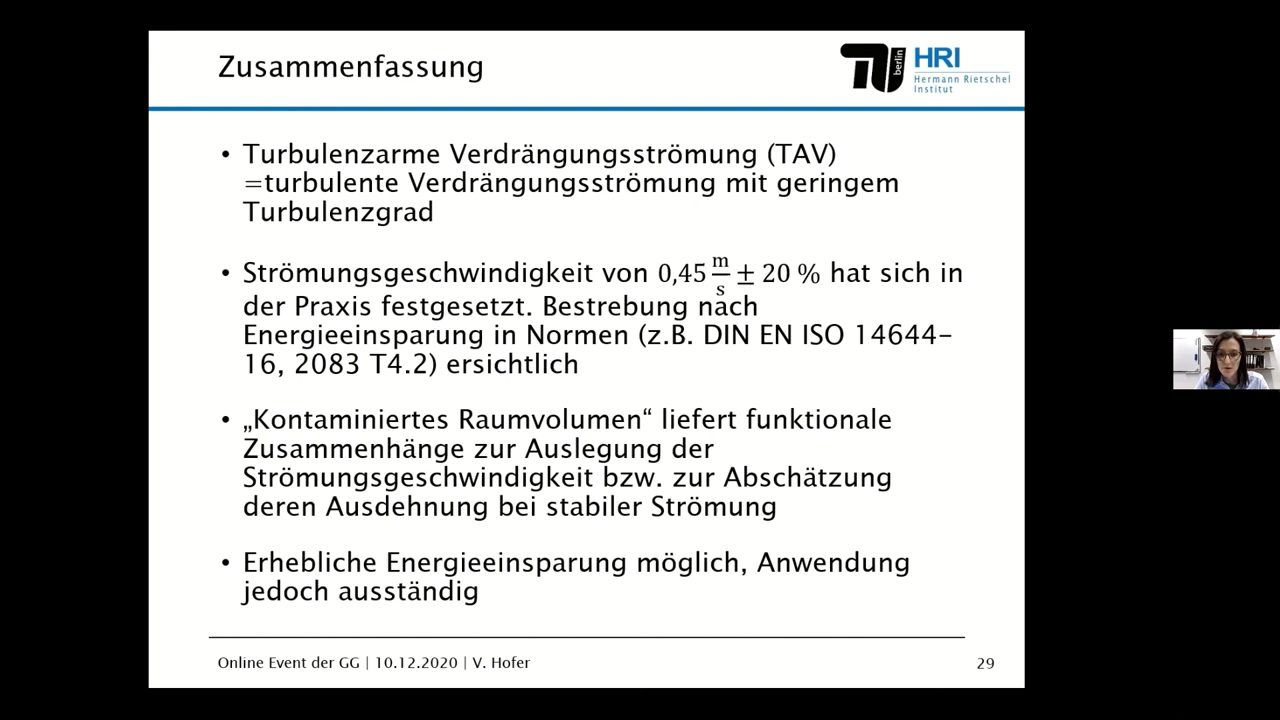 Zusammenfassung
berlin
HRI
Hermann Rietschel
Institut
• Turbulenzarme Verdrängungsströmung (TAV)
=turbulente Verdrängungsströmung mit geringem
Turbulenzgrad
• Strömungsgeschwindigkeit von 0,45 m/s ± 20 % hat sich in
der Praxis festgesetzt. Bestrebung nach
Energieeinsparung in Normen (z.B. DIN EN ISO 14644-
16, 2083 T4.2) ersichtlich
• „Kontaminiertes Raumvolumen“ liefert funktionale
Zusammenhänge zur Auslegung der
Strömungsgeschwindigkeit bzw. zur Abschätzung
deren Ausdehnung bei stabiler Strömung
• Erhebliche Energieeinsparung möglich, Anwendung
jedoch ausständig
Online Event der GG | 10.12.2020 | V. Hofer
29